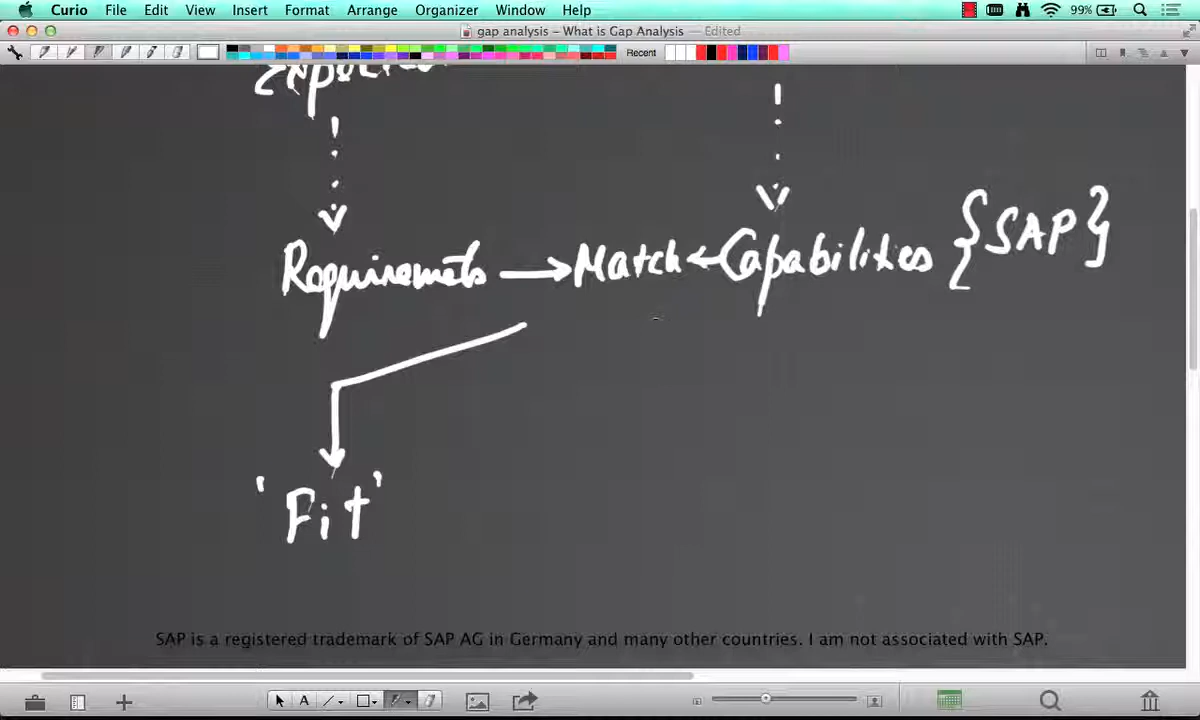 Curio File Edit View Insert Format Arrange Organizer Window Help 99%
gap analysis – What is Gap Analysis — Edited
Recent
Requiremets → Match ← Capabilities {SAP}
'Fit'
SAP is a registered trademark of SAP AG in Germany and many other countries. I am not associated with SAP.
A